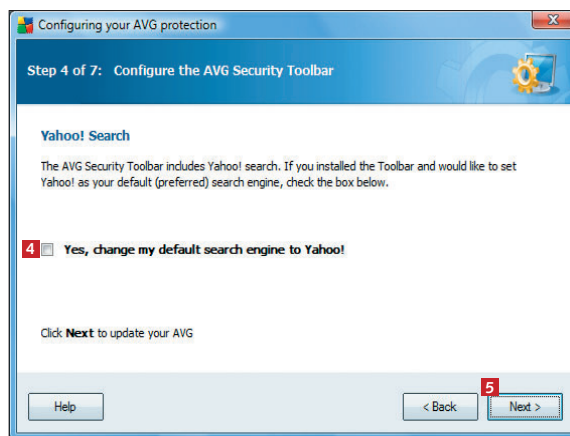 Configuring your AVG protection
X
Step 4 of 7: Configure the AVG Security Toolbar
Yahoo! Search
The AVG Security Toolbar includes Yahoo! search. If you installed the Toolbar and would like to set
Yahoo! as your default (preferred) search engine, check the box below.
4 Yes, change my default search engine to Yahoo!
Click Next to update your AVG
5
Help < Back Next >